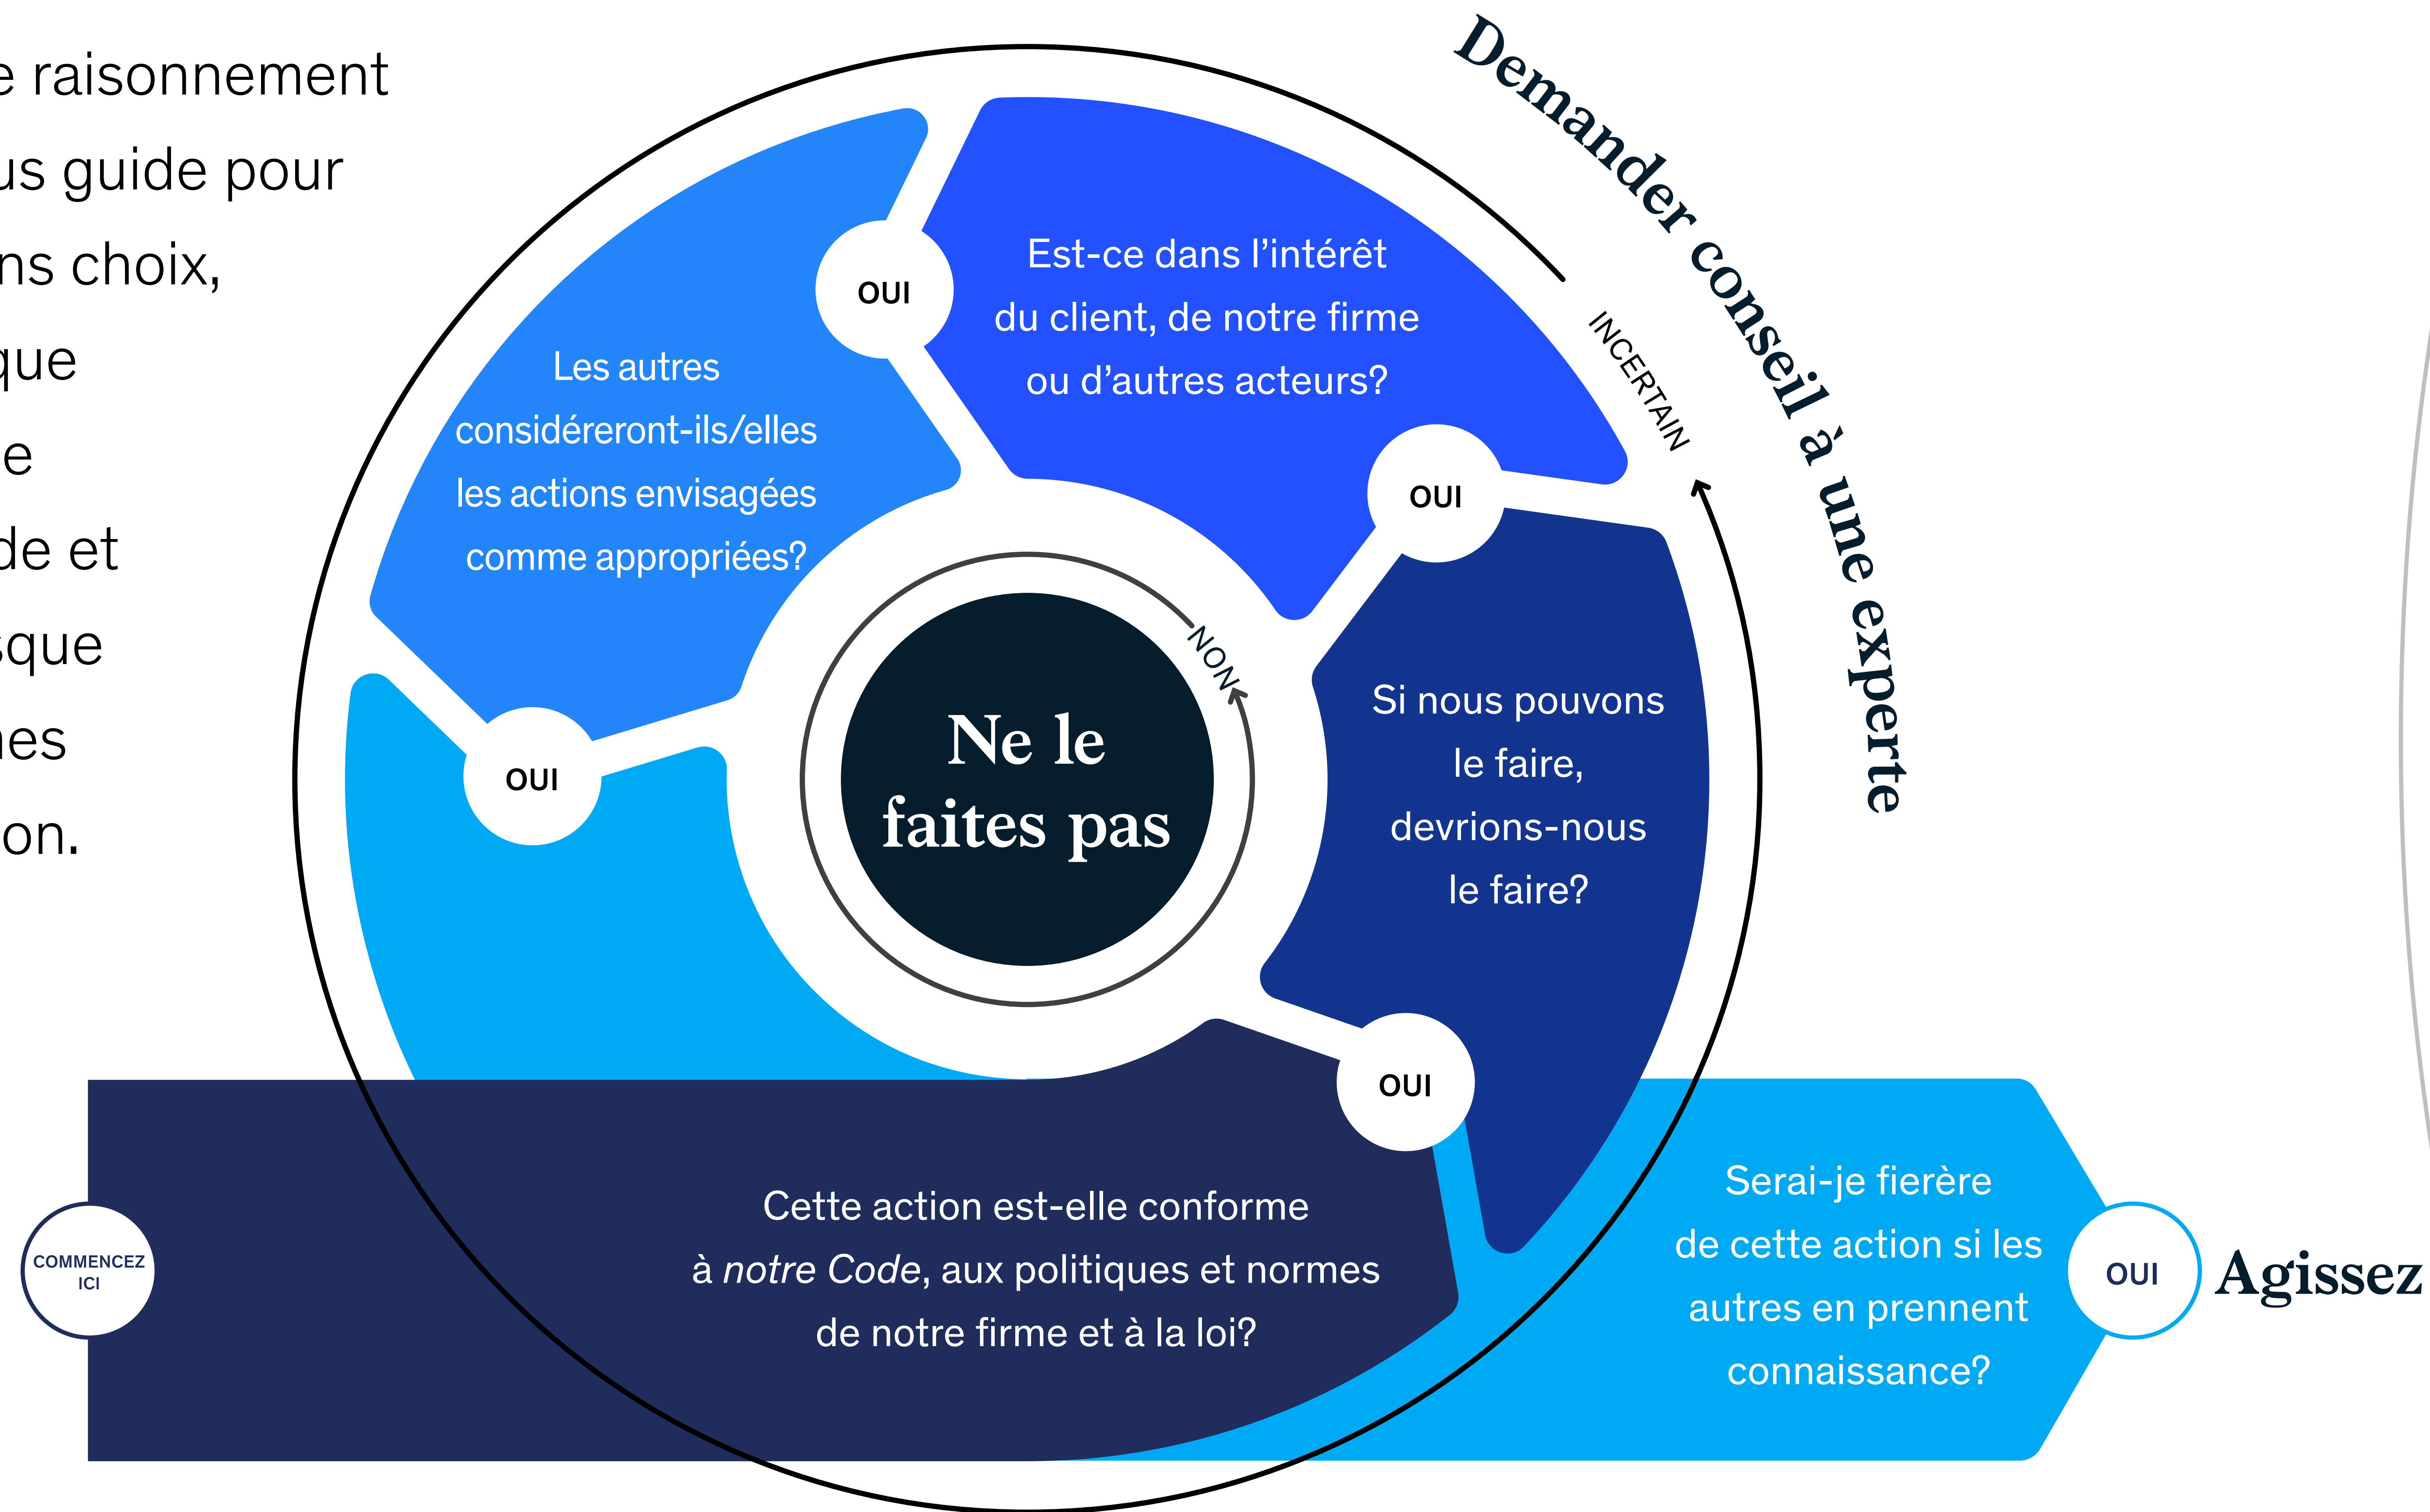 e raisonnement
us guide pour
ns choix,
que
e
de et
sque
nes
on.
COMMENCEZ
ICI
Cette action est-elle conforme
à notre Code, aux politiques et normes
de notre firme et à la loi?
OUI
Si nous pouvons
le faire,
devrions-nous
le faire?
OUI
Est-ce dans l’intérêt
du client, de notre firme
ou d’autres acteurs?
OUI
Les autres
considéreront-ils/elles
les actions envisagées
comme appropriées?
OUI
Serai-je fierère
de cette action si les
autres en prennent
connaissance?
OUI
Agissez
NON
Ne le
faites pas
INCERTAIN
Demander conseil à une experte